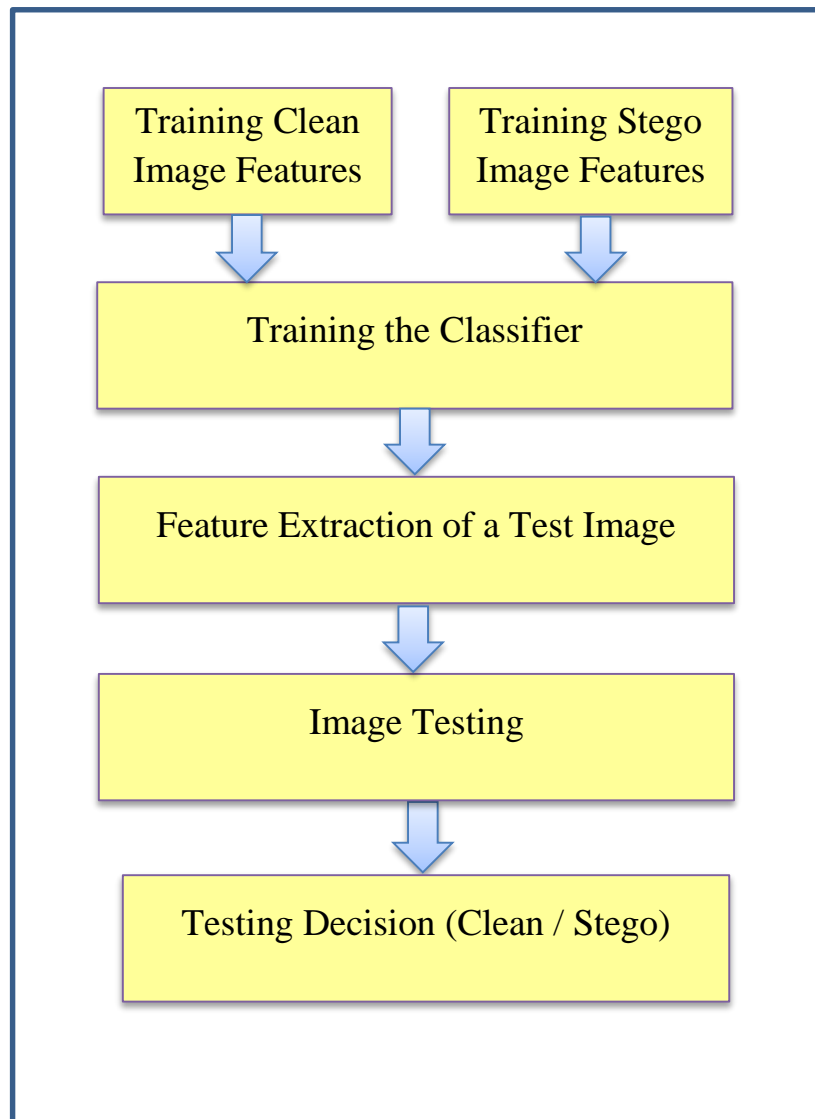 Training Clean
Image Features
Training Stego
Image Features
Training the Classifier
Feature Extraction of a Test Image
Image Testing
Testing Decision (Clean / Stego)